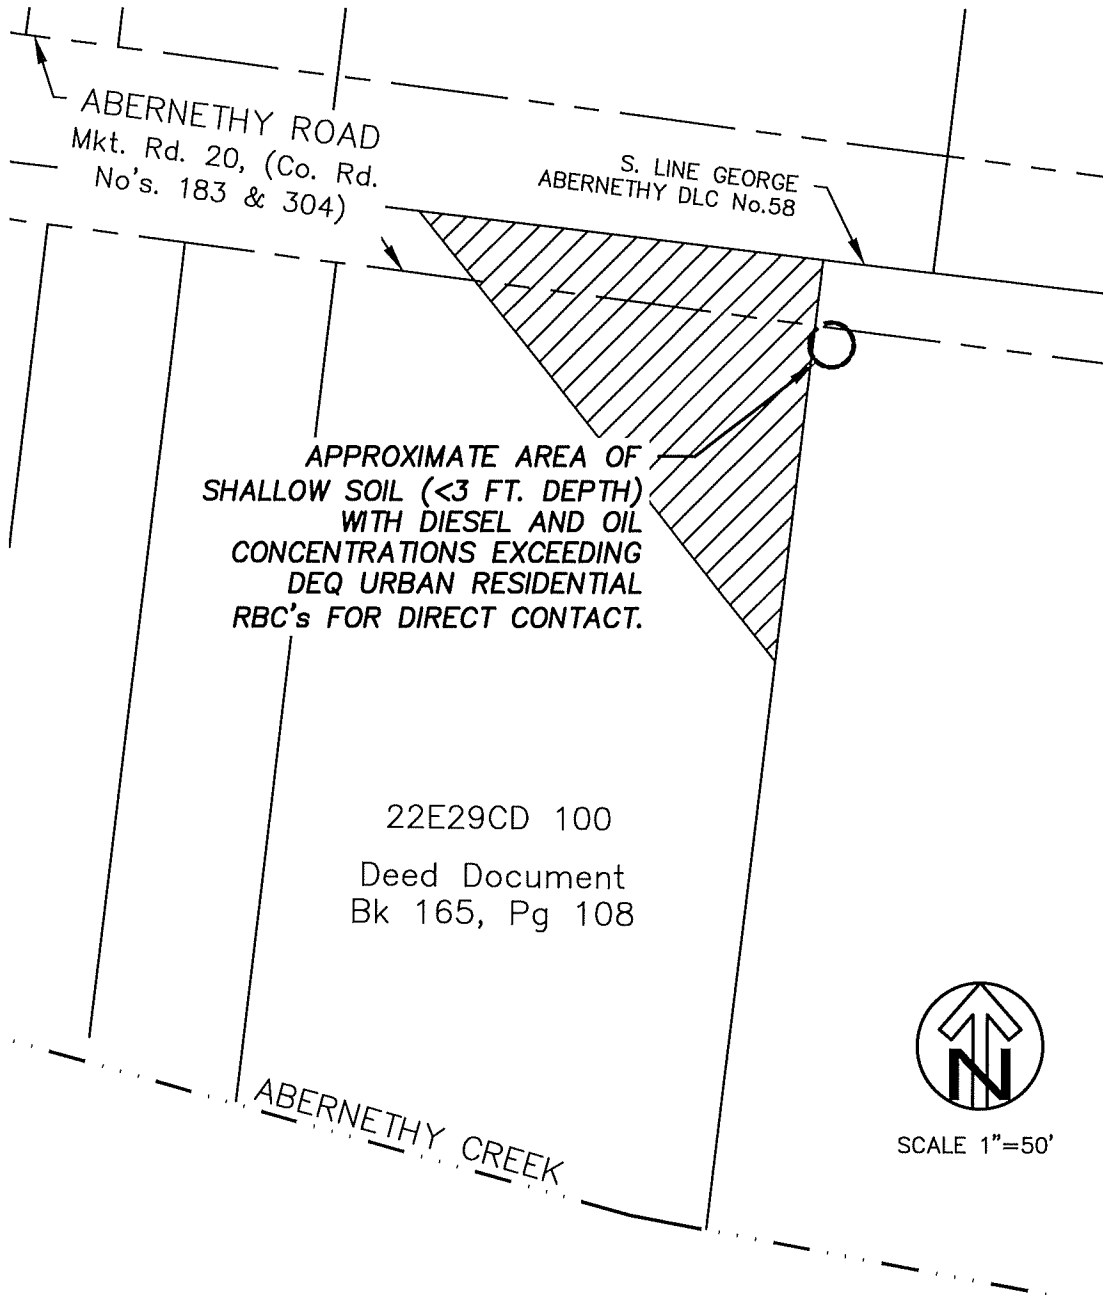 ABERNETHY ROAD
Mkt. Rd. 20, (Co. Rd.
No's. 183 & 304)
S. LINE GEORGE
ABERNETHY DLC No.58
APPROXIMATE AREA OF
SHALLOW SOIL (<3 FT. DEPTH)
WITH DIESEL AND OIL
CONCENTRATIONS EXCEEDING
DEQ URBAN RESIDENTIAL
RBC's FOR DIRECT CONTACT.
22E29CD 100
Deed Document
Bk 165, Pg 108
ABERNETHY CREEK
N
SCALE 1"=50'